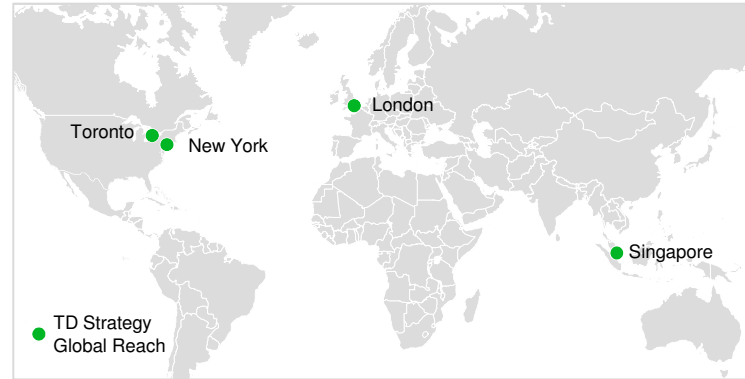 London
Toronto
New York
Singapore
TD Strategy
Global Reach